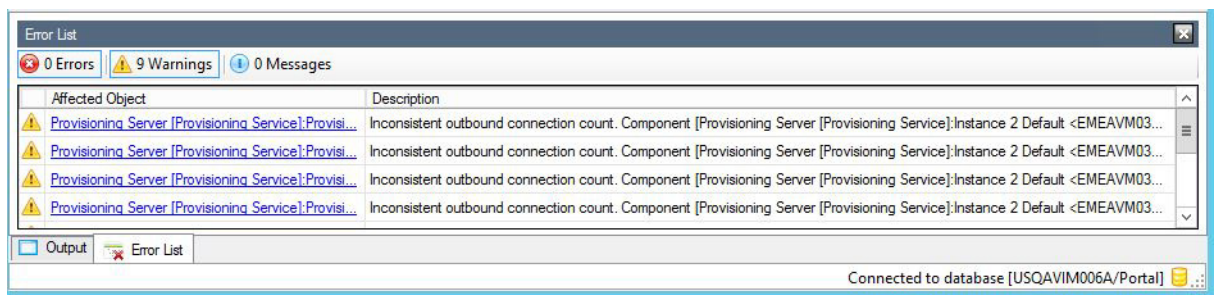 Error List
0 Errors 9 Warnings 0 Messages
Affected Object Description
Provisioning Server [Provisioning Service]:Provisi... Inconsistent outbound connection count. Component [Provisioning Server [Provisioning Service]:Instance 2 Default <EMEAVM03...
Provisioning Server [Provisioning Service]:Provisi... Inconsistent outbound connection count. Component [Provisioning Server [Provisioning Service]:Instance 2 Default <EMEAVM03...
Provisioning Server [Provisioning Service]:Provisi... Inconsistent outbound connection count. Component [Provisioning Server [Provisioning Service]:Instance 2 Default <EMEAVM03...
Provisioning Server [Provisioning Service]:Provisi... Inconsistent outbound connection count. Component [Provisioning Server [Provisioning Service]:Instance 2 Default <EMEAVM03...
Output Error List
Connected to database [USQAVIM006A/Portal]